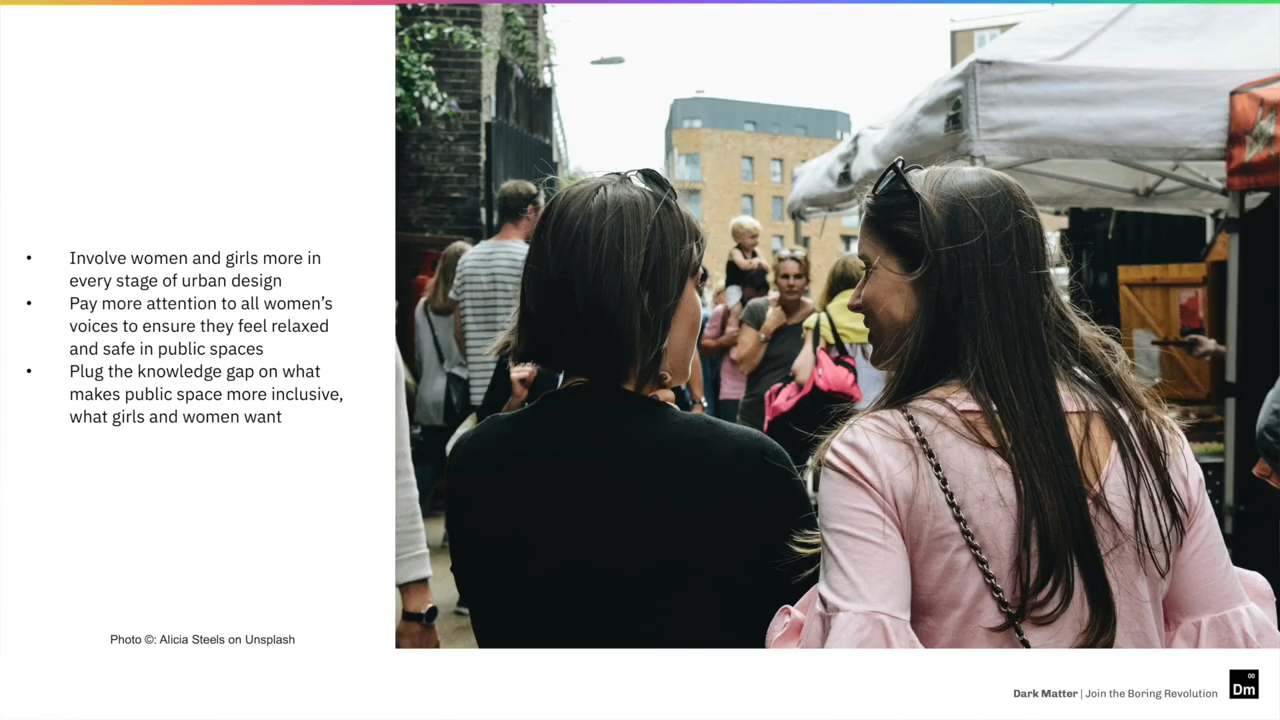 • Involve women and girls more in
every stage of urban design
• Pay more attention to all women’s
voices to ensure they feel relaxed
and safe in public spaces
• Plug the knowledge gap on what
makes public space more inclusive,
what girls and women want
Photo ©: Alicia Steels on Unsplash
Dark Matter | Join the Boring Revolution
00
Dm